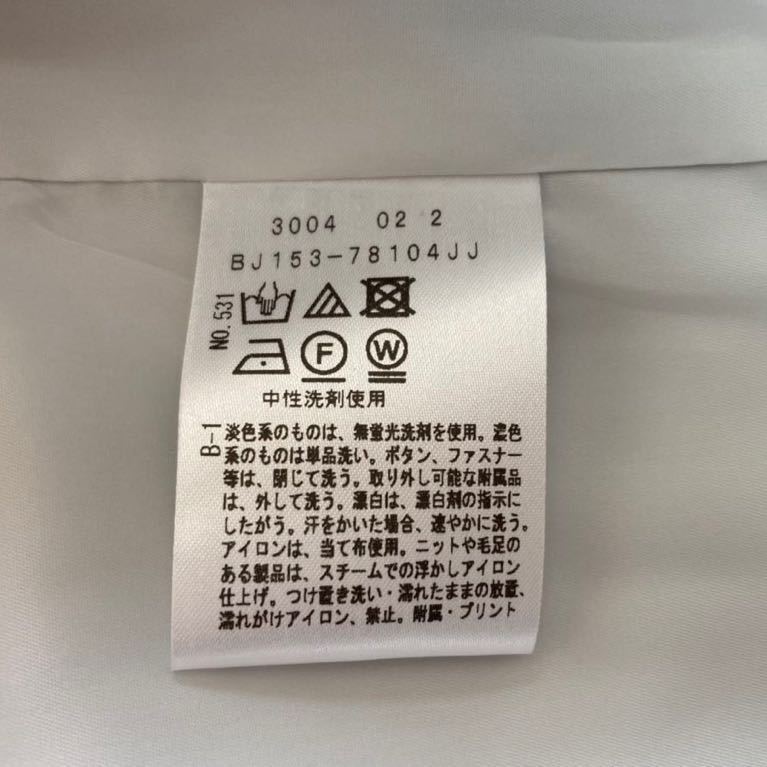 3004 02 2
BJ153-78104JJ
NO.531
F
W
中性洗剤使用
B-1
淡色系のものは、無蛍光洗剤を使用。濃色
系のものは単品洗い。ボタン、ファスナー
等は、閉じて洗う。取り外し可能な附属品
は、外して洗う。漂白は、漂白剤の指示に
したがう。汗をかいた場合、速やかに洗う。
アイロンは、当て布使用。ニットや毛足の
ある製品は、スチームでの浮かしアイロン
仕上げ。つけ置き洗い・濡れたままの放置、
濡れがけアイロン、禁止。附属・プリント